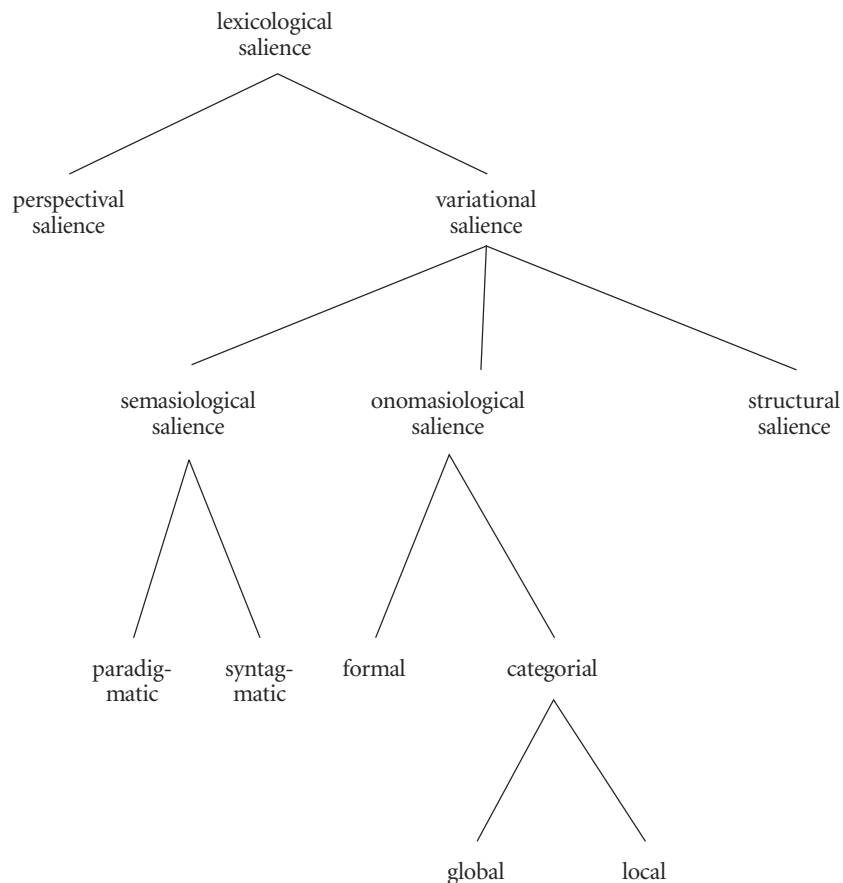 lexicological
salience
perspectival
salience
variational
salience
semasiological
salience
onomasiological
salience
structural
salience
paradig-
matic
syntag-
matic
formal
categorial
global
local